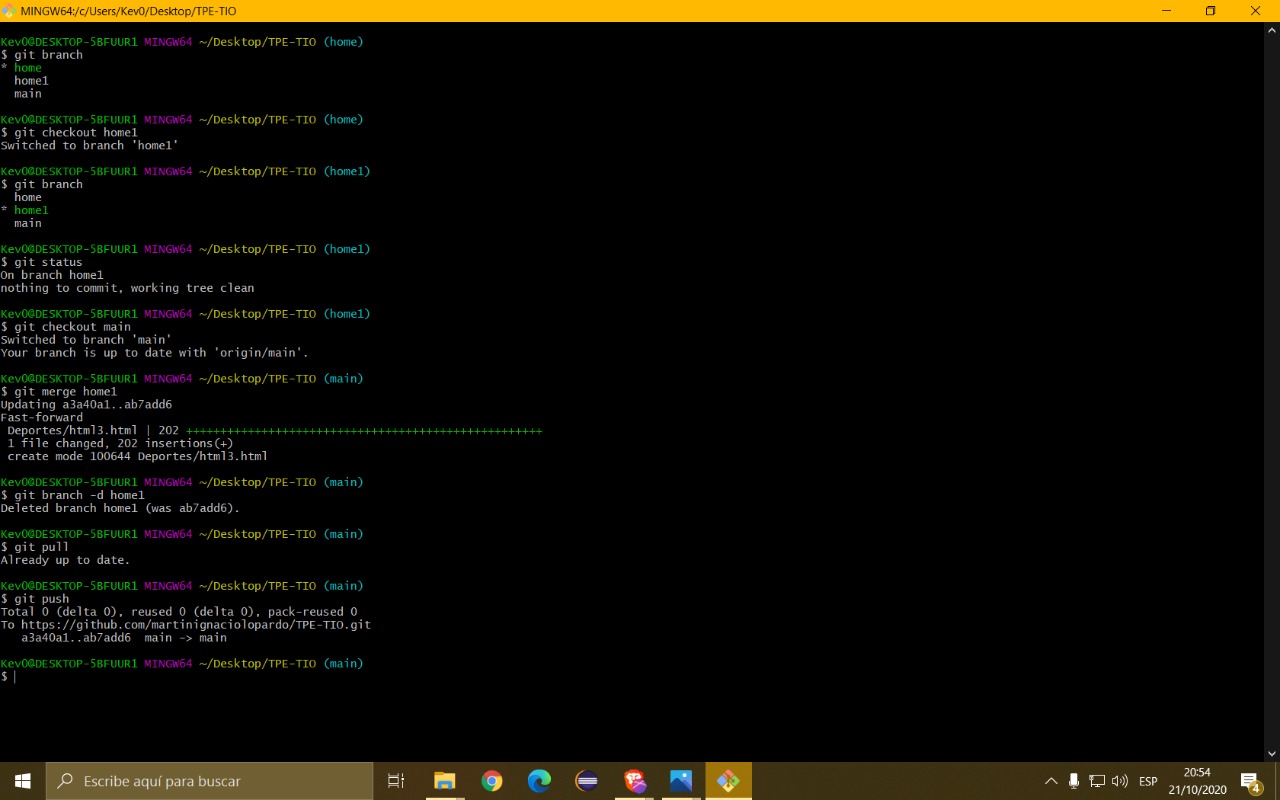 MINGW64:/c/Users/Kev0/Desktop/TPE-TIO
Kev0@DESKTOP-5BFUUR1 MINGW64 ~/Desktop/TPE-TIO (home)
$ git branch
* home
  home1
  main
Kev0@DESKTOP-5BFUUR1 MINGW64 ~/Desktop/TPE-TIO (home)
$ git checkout home1
Switched to branch 'home1'
Kev0@DESKTOP-5BFUUR1 MINGW64 ~/Desktop/TPE-TIO (home1)
$ git branch
  home
* home1
  main
Kev0@DESKTOP-5BFUUR1 MINGW64 ~/Desktop/TPE-TIO (home1)
$ git status
On branch home1
nothing to commit, working tree clean
Kev0@DESKTOP-5BFUUR1 MINGW64 ~/Desktop/TPE-TIO (home1)
$ git checkout main
Switched to branch 'main'
Your branch is up to date with 'origin/main'.
Kev0@DESKTOP-5BFUUR1 MINGW64 ~/Desktop/TPE-TIO (main)
$ git merge home1
Updating a3a40a1..ab7add6
Fast-forward
 Deportes/html3.html | 202 ++++++++++++++++++++++++++++++++++++++++++++++++++++
 1 file changed, 202 insertions(+)
 create mode 100644 Deportes/html3.html
Kev0@DESKTOP-5BFUUR1 MINGW64 ~/Desktop/TPE-TIO (main)
$ git branch -d home1
Deleted branch home1 (was ab7add6).
Kev0@DESKTOP-5BFUUR1 MINGW64 ~/Desktop/TPE-TIO (main)
$ git pull
Already up to date.
Kev0@DESKTOP-5BFUUR1 MINGW64 ~/Desktop/TPE-TIO (main)
$ git push
Total 0 (delta 0), reused 0 (delta 0), pack-reused 0
To https://github.com/martinignaciolopardo/TPE-TIO.git
   a3a40a1..ab7add6  main -> main
Kev0@DESKTOP-5BFUUR1 MINGW64 ~/Desktop/TPE-TIO (main)
$
Escribe aquí para buscar
ESP
20:54
21/10/2020
4